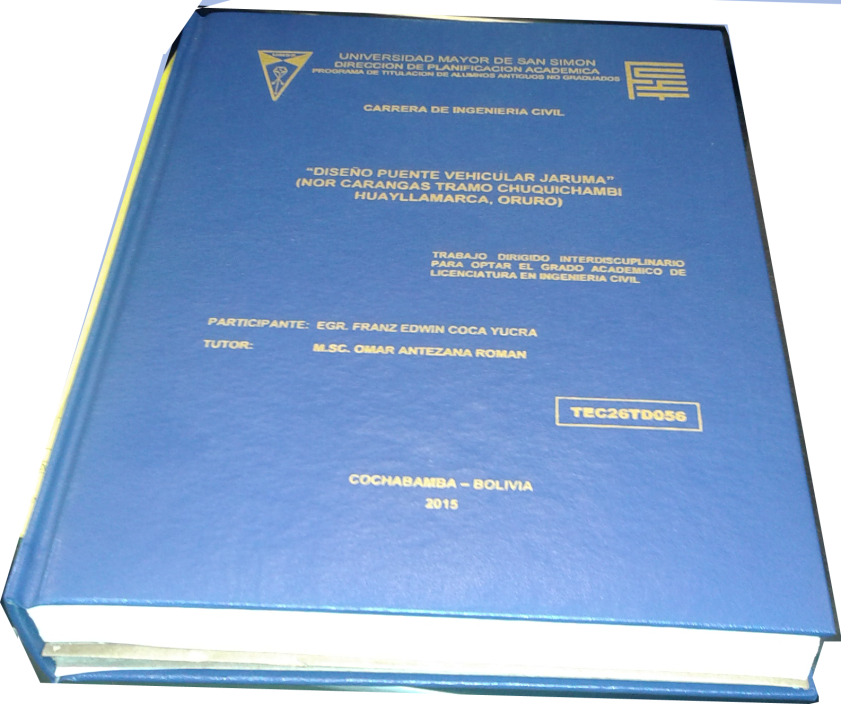 UNIVERSIDAD MAYOR DE SAN SIMON
DIRECCION DE PLANIFICACION ACADEMICA
PROGRAMA DE TITULACION DE ALUMNOS ANTIGUOS NO GRADUADOS
CARRERA DE INGENIERIA CIVIL
"DISEÑO PUENTE VEHICULAR JARUMA"
(NOR CARANGAS TRAMO CHUQUICHAMBI
HUAYLLAMARCA, ORURO)
TRABAJO DIRIGIDO INTERDISCUPLINARIO
PARA OPTAR EL GRADO ACADEMICO DE
LICENCIATURA EN INGENIERIA CIVIL
PARTICIPANTE: EGR. FRANZ EDWIN COCA YUCRA
TUTOR: M.SC. OMAR ANTEZANA ROMAN
TEC26TD056
COCHABAMBA – BOLIVIA
2015